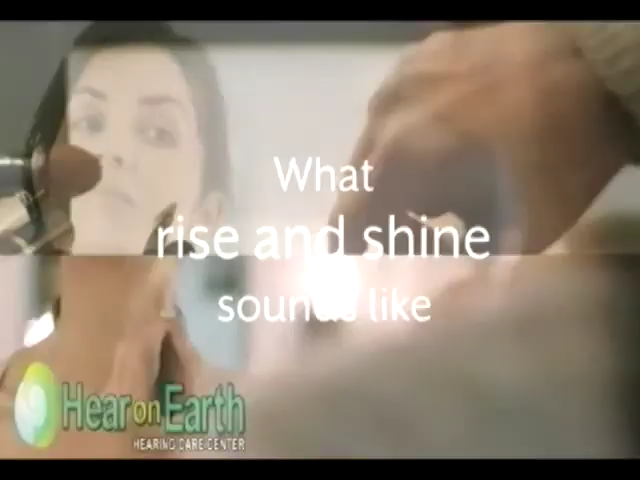 What
rise and shine
sounds like
Hear on Earth
HEARING CARE CENTER